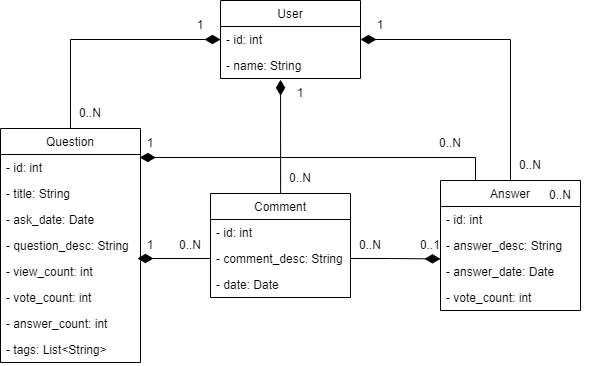 User
- id: int
- name: String
1
1
1
0..N
0..N
0..N
Question
- id: int
- title: String
- ask_date: Date
- question_desc: String
- view_count: int
- vote_count: int
- answer_count: int
- tags: List<String>
1
0..N
1
0..N
Comment
- id: int
- comment_desc: String
- date: Date
0..N
0..1
Answer
0..N
- id: int
- answer_desc: String
- answer_date: Date
- vote_count: int